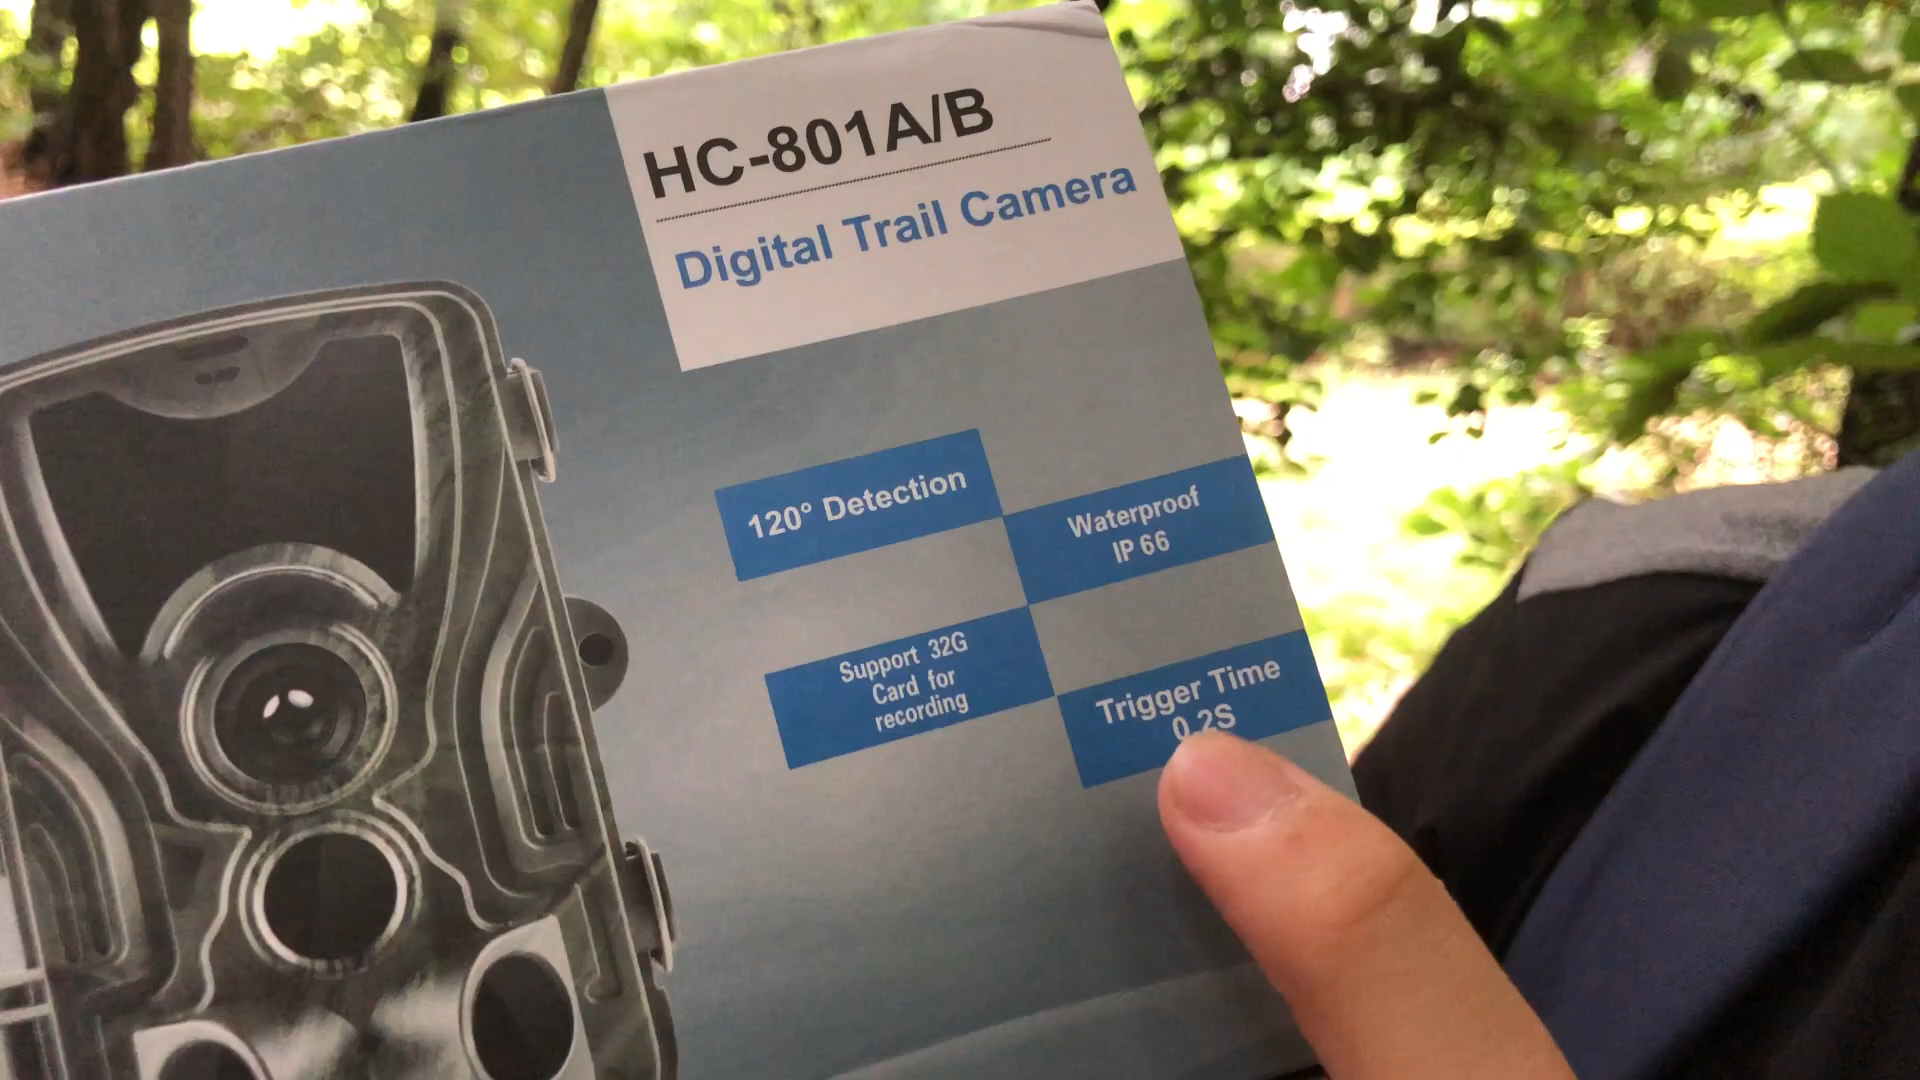 HC-801A/B
Digital Trail Camera
120° Detection
Waterproof
IP 66
Support 32G
Card for
recording
Trigger Time
0.2S